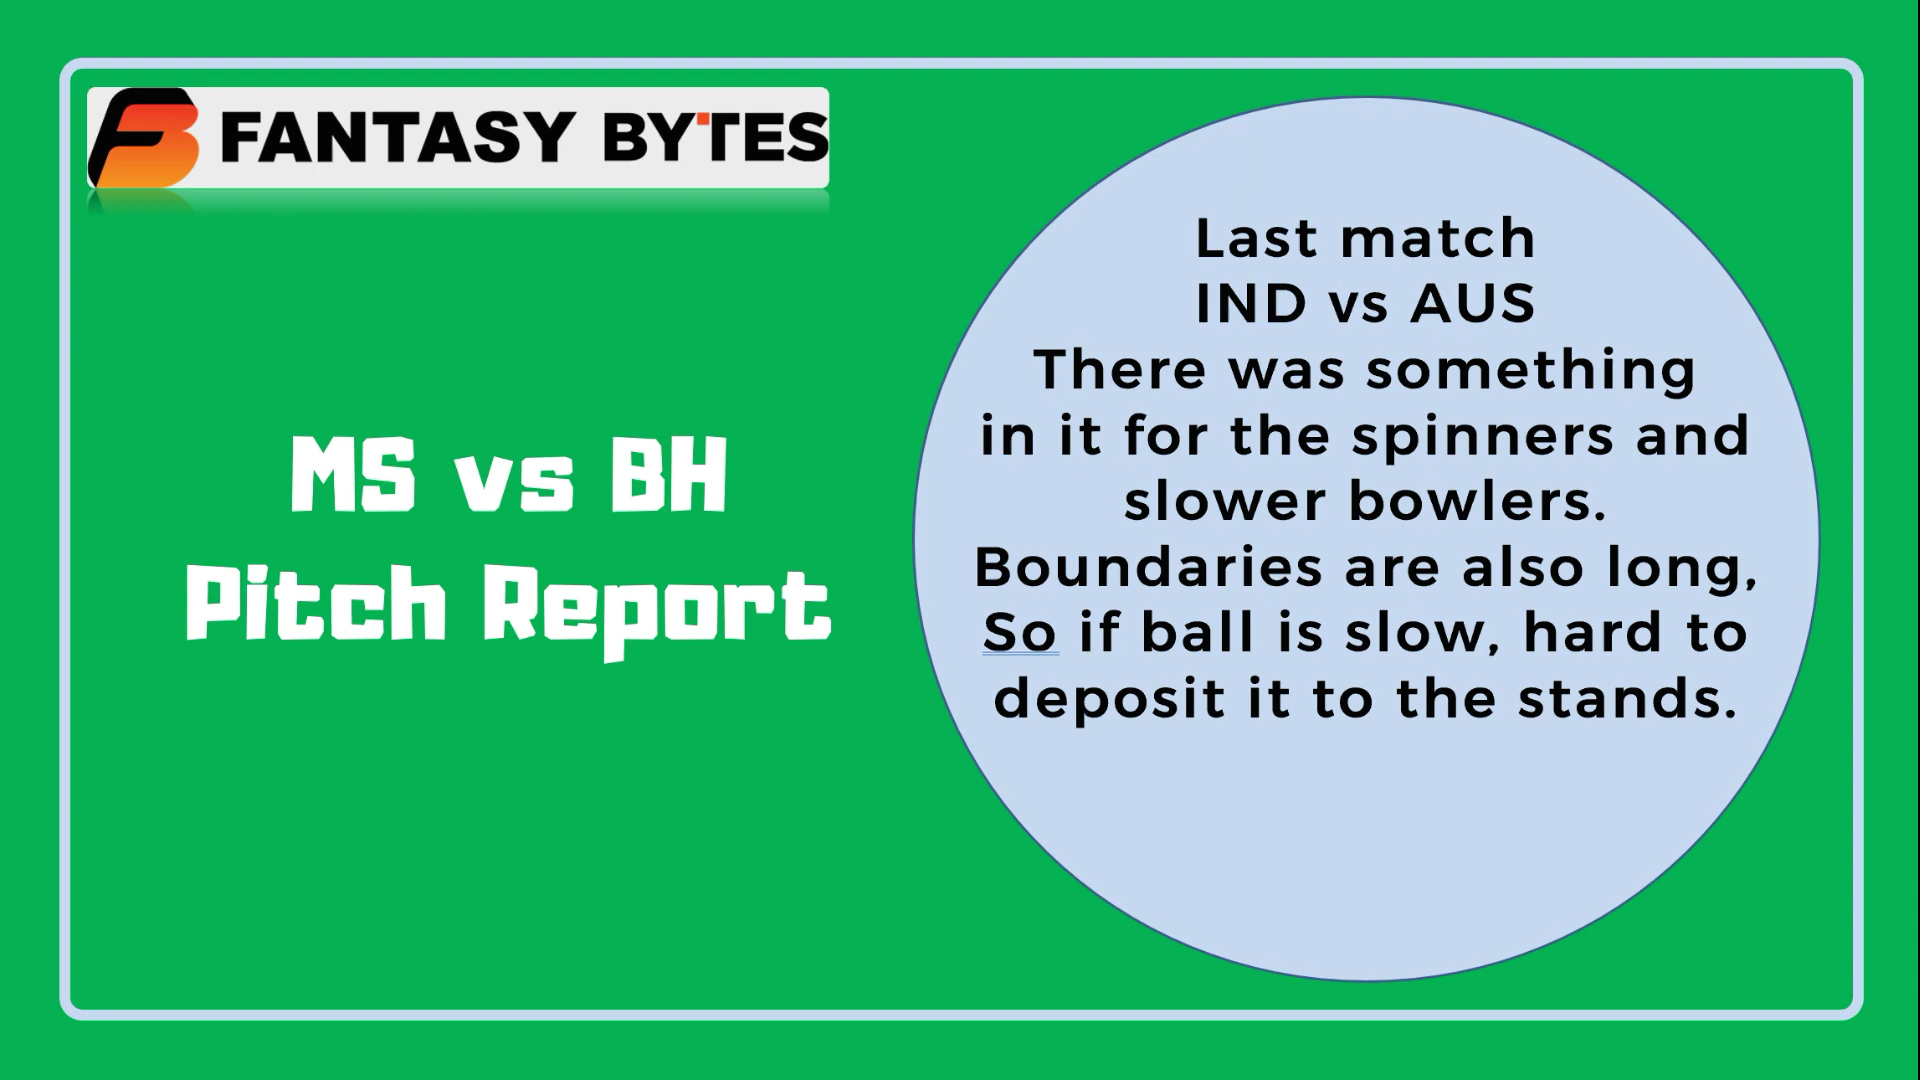 FANTASY BYTES
MS vs BH
Pitch Report
Last match
IND vs AUS
There was something
in it for the spinners and
slower bowlers.
Boundaries are also long,
So if ball is slow, hard to
deposit it to the stands.